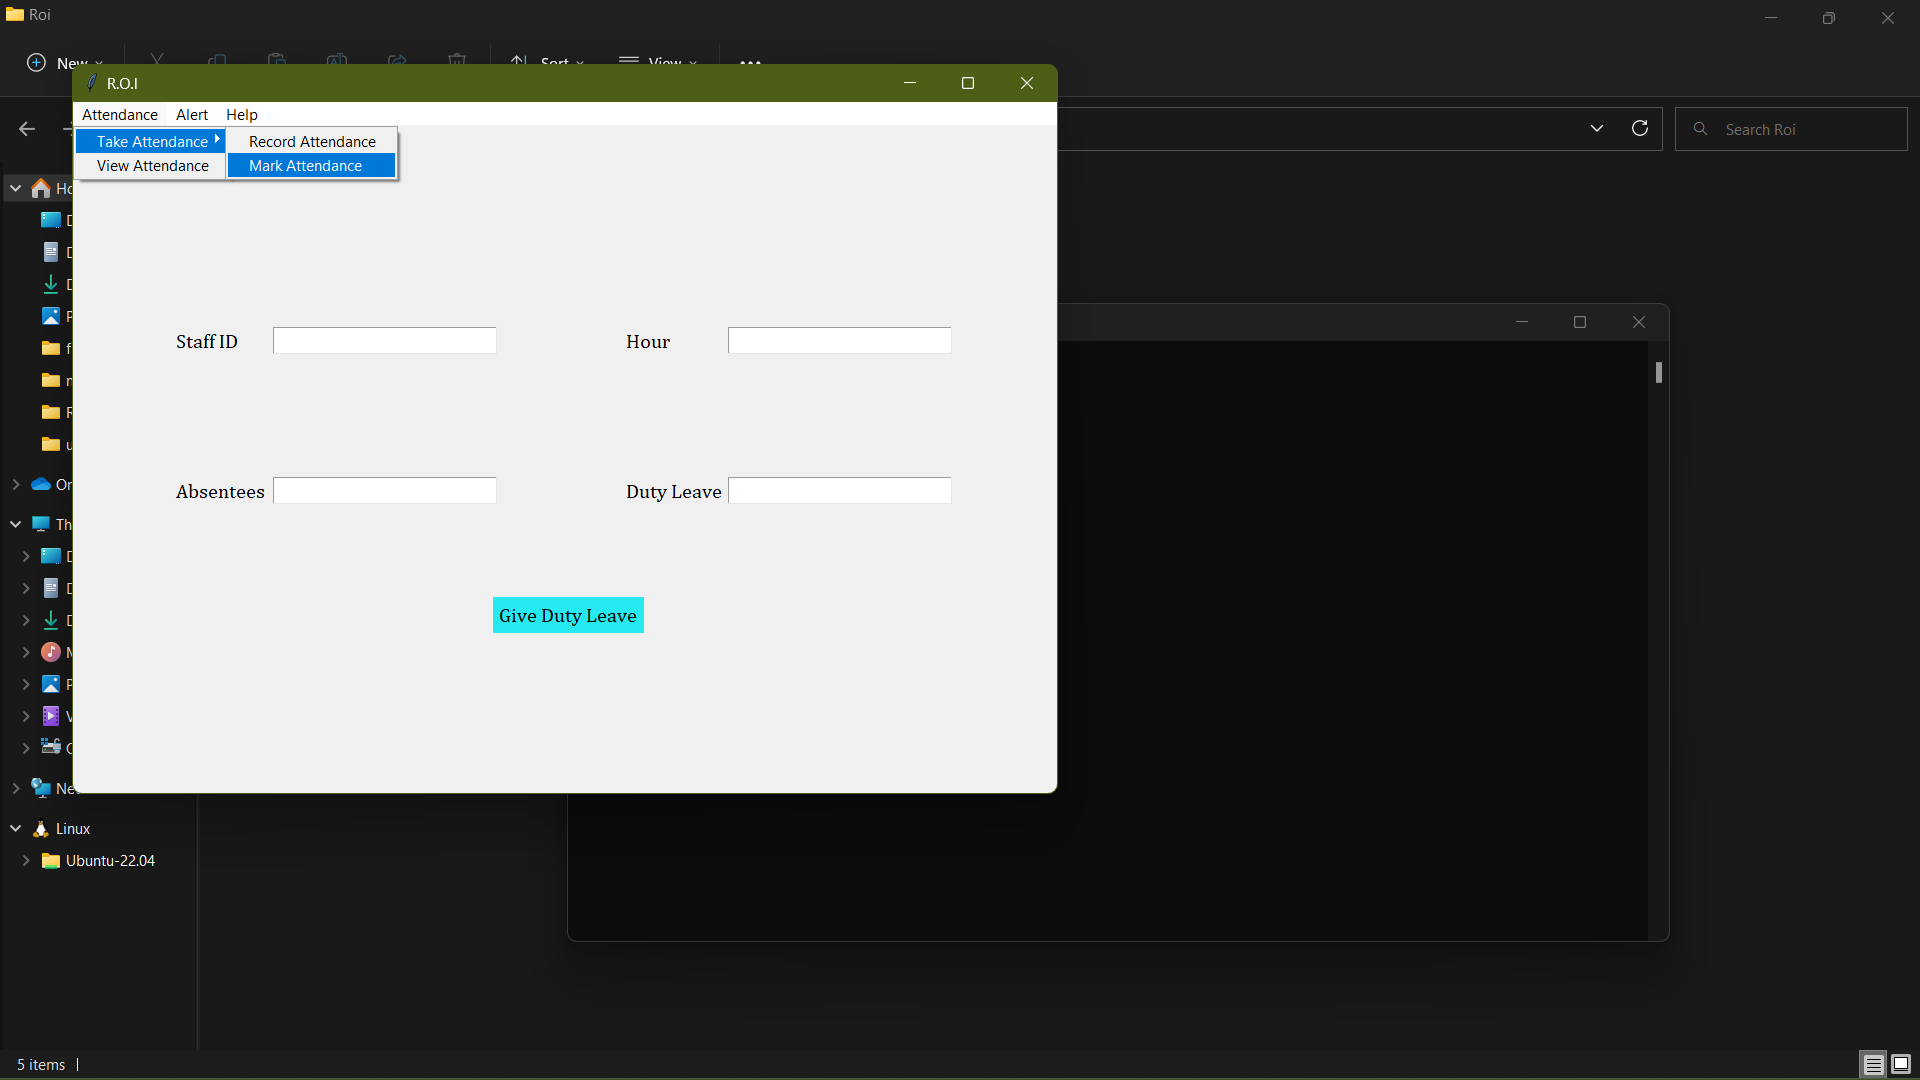 Roi
New
Sort
View
R.O.I
Attendance Alert Help
Take Attendance
Record Attendance
View Attendance
Mark Attendance
Search Roi
Staff ID
Hour
Absentees
Duty Leave
Give Duty Leave
Linux
Ubuntu-22.04
5 items